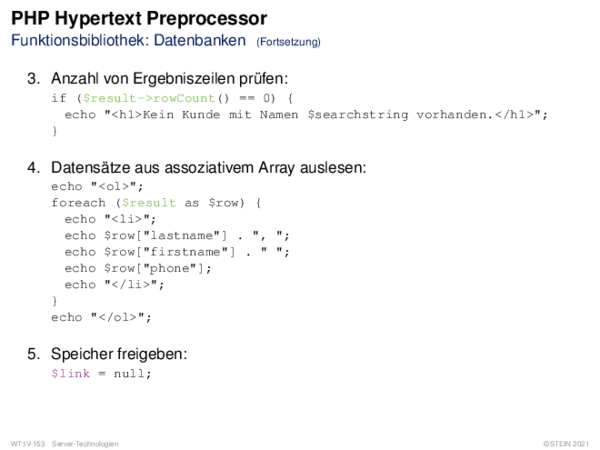 PHP Hypertext Preprocessor
Funktionsbibliothek: Datenbanken (Fortsetzung)
3. Anzahl von Ergebniszeilen prüfen:
if ($result->rowCount() == 0) {
  echo "<h1>Kein Kunde mit Namen $searchstring vorhanden.</h1>";
}
4. Datensätze aus assoziativem Array auslesen:
echo "<ol>";
foreach ($result as $row) {
  echo "<li>";
  echo $row["lastname"] . ", ";
  echo $row["firstname"] . " ";
  echo $row["phone"];
  echo "</li>";
}
echo "</ol>";
5. Speicher freigeben:
$link = null;
WT:IV-153 Server-Technologien ©STEIN 2021